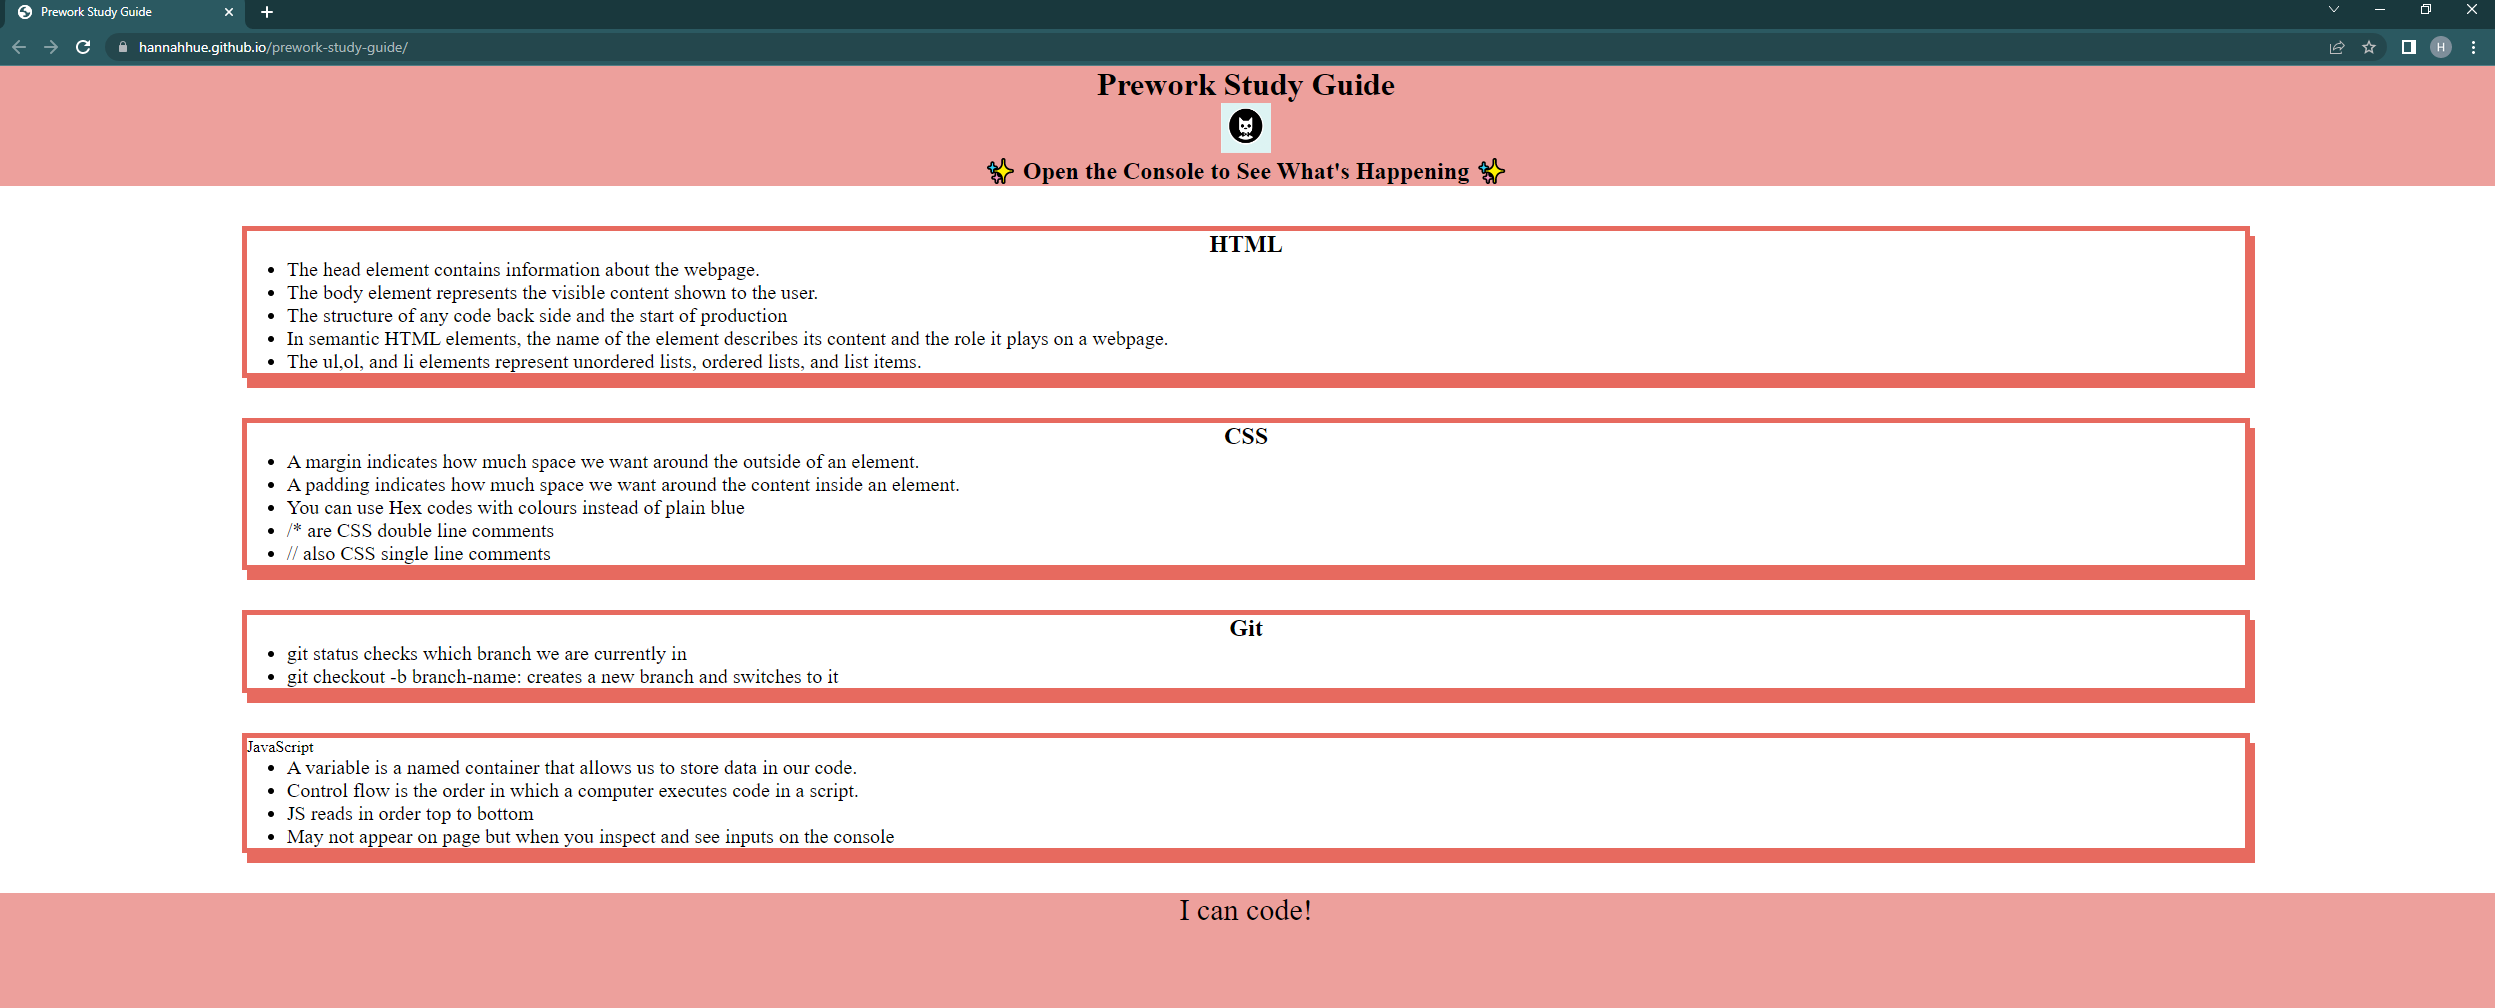 Prework Study Guide
hannahhue.github.io/prework-study-guide/
H
Prework Study Guide
✨ Open the Console to See What's Happening ✨
HTML
• The head element contains information about the webpage.
• The body element represents the visible content shown to the user.
• The structure of any code back side and the start of production
• In semantic HTML elements, the name of the element describes its content and the role it plays on a webpage.
• The ul,ol, and li elements represent unordered lists, ordered lists, and list items.
CSS
• A margin indicates how much space we want around the outside of an element.
• A padding indicates how much space we want around the content inside an element.
• You can use Hex codes with colours instead of plain blue
• /* are CSS double line comments
• // also CSS single line comments
Git
• git status checks which branch we are currently in
• git checkout -b branch-name: creates a new branch and switches to it
JavaScript
• A variable is a named container that allows us to store data in our code.
• Control flow is the order in which a computer executes code in a script.
• JS reads in order top to bottom
• May not appear on page but when you inspect and see inputs on the console
I can code!